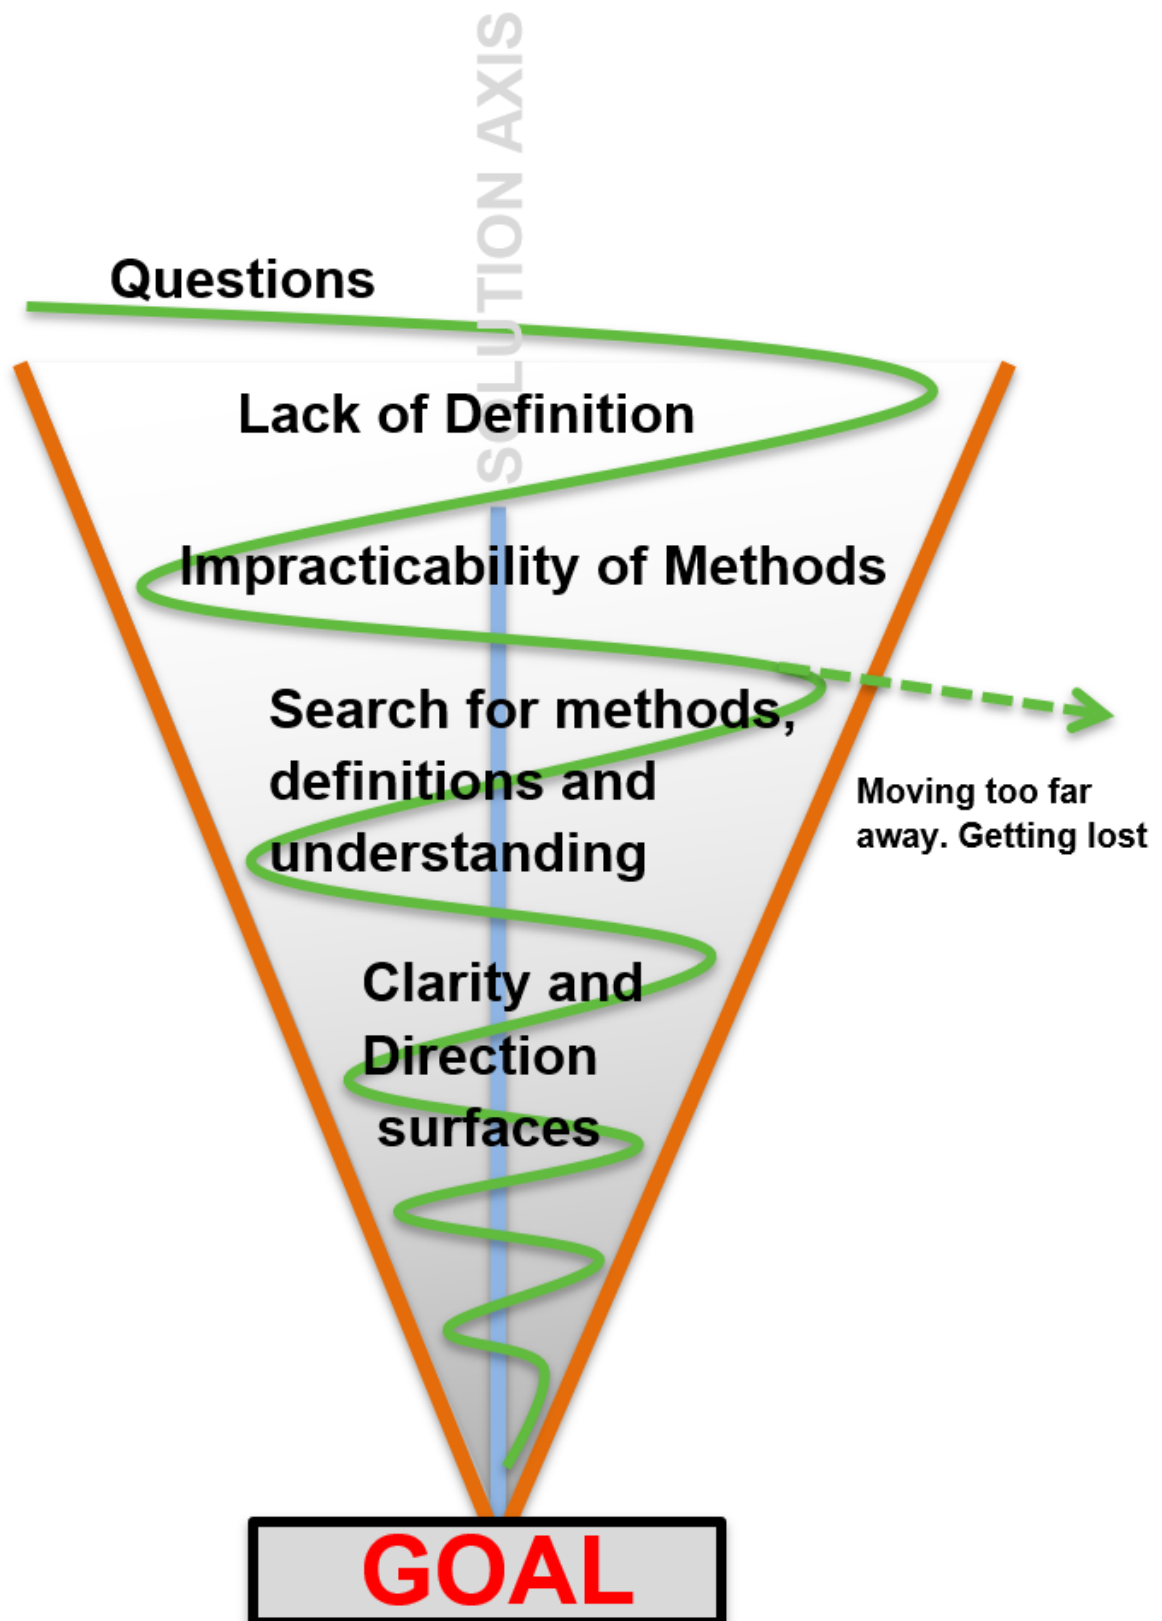 SOLUTION AXIS
Questions
Lack of Definition
Impracticability of Methods
Search for methods,
definitions and
understanding
Moving too far
away. Getting lost
Clarity and
Direction
surfaces
GOAL